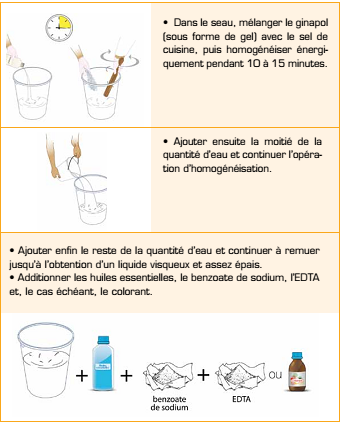 • Dans le seau, mélanger le ginapol
(sous forme de gel) avec le sel de
cuisine, puis homogénéiser énergi-
quement pendant 10 à 15 minutes.
• Ajouter ensuite la moitié de la
quantité d'eau et continuer l'opéra-
tion d'homogénéisation.
• Ajouter enfin le reste de la quantité d'eau et continuer à remuer
jusqu'à l'obtention d'un liquide visqueux et assez épais.
• Additionner les huiles essentielles, le benzoate de sodium, l'EDTA
et, le cas échéant, le colorant.
+ + + ou
benzoate
de sodium
EDTA